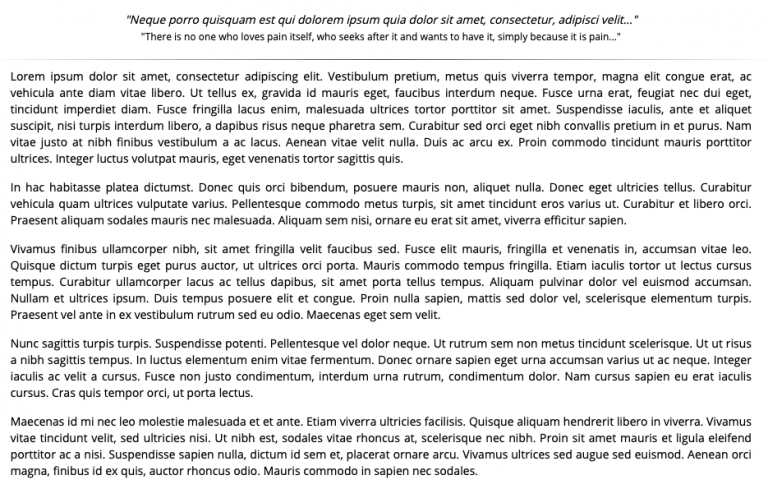 "Neque porro quisquam est qui dolorem ipsum quia dolor sit amet, consectetur, adipisci velit..."
"There is no one who loves pain itself, who seeks after it and wants to have it, simply because it is pain..."
Lorem ipsum dolor sit amet, consectetur adipiscing elit. Vestibulum pretium, metus quis viverra tempor, magna elit congue erat, ac
vehicula ante diam vitae libero. Ut tellus ex, gravida id mauris eget, faucibus interdum neque. Fusce urna erat, feugiat nec dui eget,
tincidunt imperdiet diam. Fusce fringilla lacus enim, malesuada ultrices tortor porttitor sit amet. Suspendisse iaculis, ante et aliquet
suscipit, nisi turpis interdum libero, a dapibus risus neque pharetra sem. Curabitur sed orci eget nibh convallis pretium in et purus. Nam
vitae justo at nibh finibus vestibulum a ac lacus. Aenean vitae velit nulla. Duis ac arcu ex. Proin commodo tincidunt mauris porttitor
ultrices. Integer luctus volutpat mauris, eget venenatis tortor sagittis quis.
In hac habitasse platea dictumst. Donec quis orci bibendum, posuere mauris non, aliquet nulla. Donec eget ultricies tellus. Curabitur
vehicula quam ultrices vulputate varius. Pellentesque commodo metus turpis, sit amet tincidunt eros varius ut. Curabitur et libero orci.
Praesent aliquam sodales mauris nec malesuada. Aliquam sem nisi, ornare eu erat sit amet, viverra efficitur sapien.
Vivamus finibus ullamcorper nibh, sit amet fringilla velit faucibus sed. Fusce elit mauris, fringilla et venenatis in, accumsan vitae leo.
Quisque dictum turpis eget purus auctor, ut ultrices orci porta. Mauris commodo tempus fringilla. Etiam iaculis tortor ut lectus cursus
tempus. Curabitur ullamcorper lacus ac tellus dapibus, sit amet porta tellus tempus. Aliquam pulvinar dolor vel euismod accumsan.
Nullam et ultrices ipsum. Duis tempus posuere elit et congue. Proin nulla sapien, mattis sed dolor vel, scelerisque elementum turpis.
Praesent vel ante in ex vestibulum rutrum sed eu odio. Maecenas eget sem velit.
Nunc sagittis turpis turpis. Suspendisse potenti. Pellentesque vel dolor neque. Ut rutrum sem non metus tincidunt scelerisque. Ut ut risus
a nibh sagittis tempus. In luctus elementum enim vitae fermentum. Donec ornare sapien eget urna accumsan varius ut ac neque. Integer
iaculis ac velit a cursus. Fusce non justo condimentum, interdum urna rutrum, condimentum dolor. Nam cursus sapien eu erat iaculis
cursus. Cras quis tempor orci, ut porta lectus.
Maecenas id mi nec leo molestie malesuada et et ante. Etiam viverra ultricies facilisis. Quisque aliquam hendrerit libero in viverra. Vivamus
vitae tincidunt velit, sed ultricies nisi. Ut nibh est, sodales vitae rhoncus at, scelerisque nec nibh. Proin sit amet mauris et ligula eleifend
porttitor ac a nisi. Suspendisse sapien nulla, dictum id sem et, placerat ornare arcu. Vivamus ultrices sed augue sed euismod. Aenean orci
magna, finibus id ex quis, auctor rhoncus odio. Mauris commodo in sapien nec sodales.